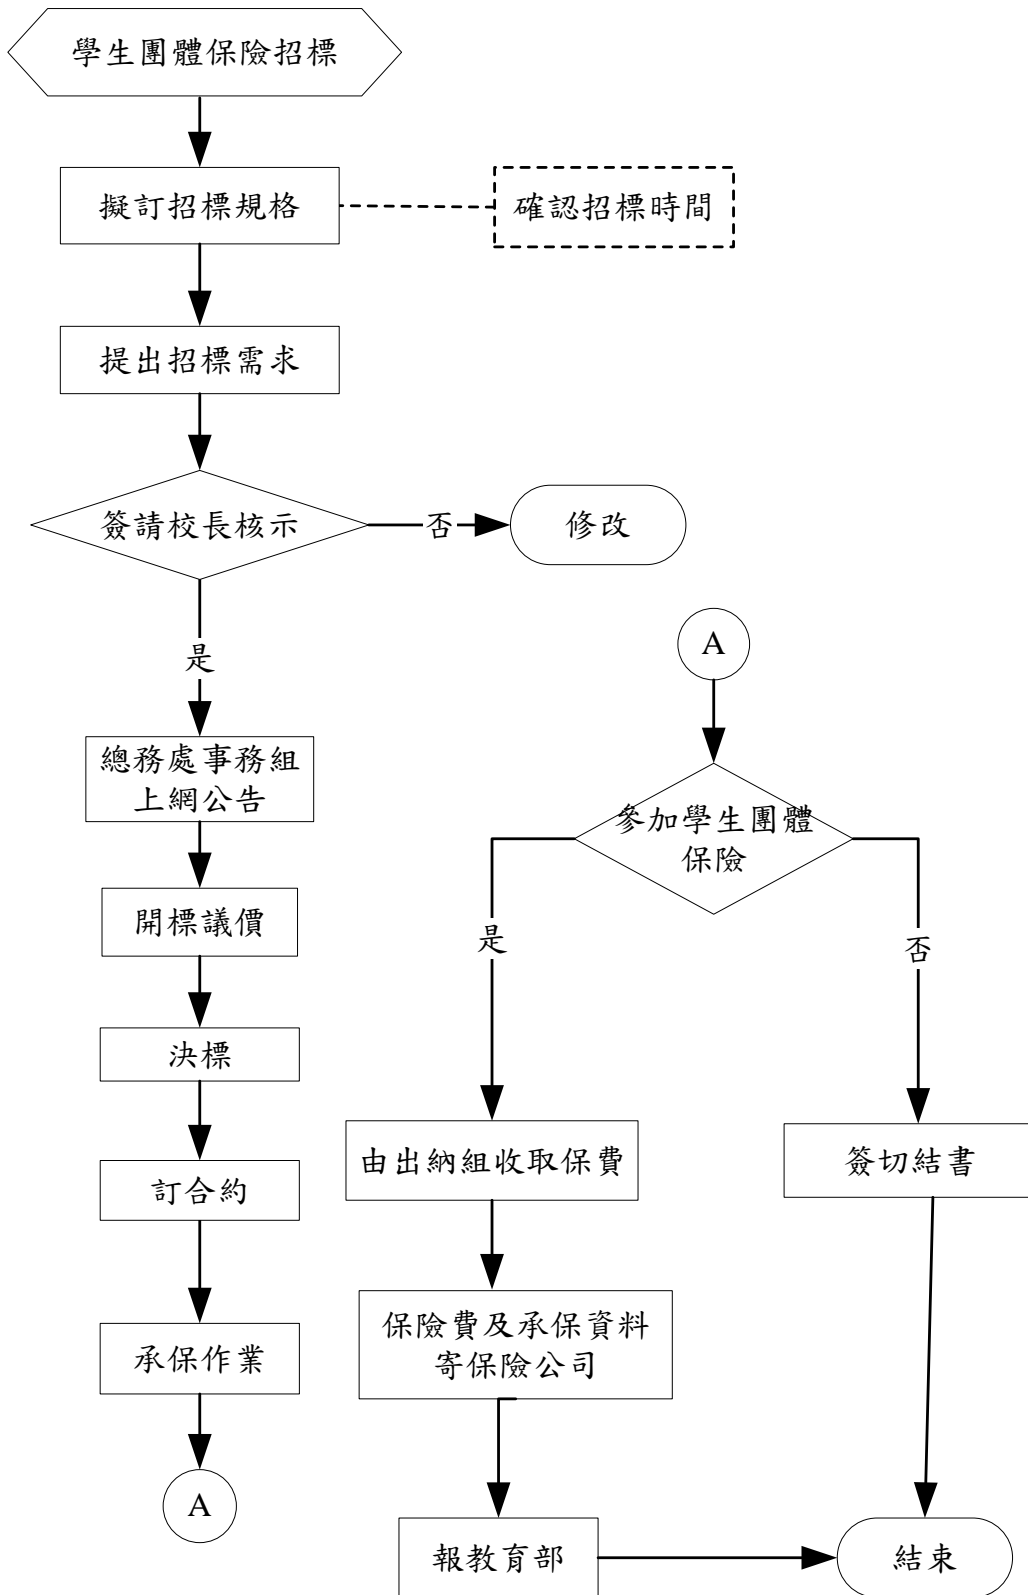 學生團體保險招標
擬訂招標規格
確認招標時間
提出招標需求
簽請校長核示
否
修改
是
總務處事務組
上網公告
開標議價
決標
訂合約
承保作業
A
A
參加學生團體
保險
是
否
由出納組收取保費
簽切結書
保險費及承保資料
寄保險公司
報教育部
結束